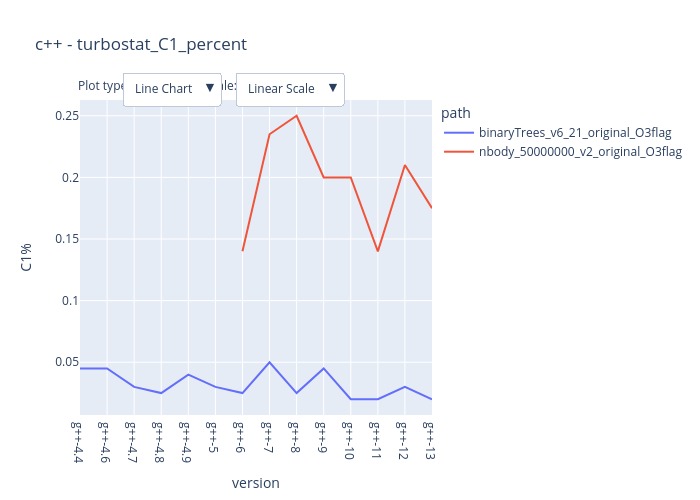 c++ - turbostat_C1_percent
Plot type
Line Chart ▼
ale:
Linear Scale ▼
path
binaryTrees_v6_21_original_O3flag
nbody_50000000_v2_original_O3flag
0.25
0.2
0.15
0.1
0.05
C1%
g++-4.4
g++-4.6
g++-4.7
g++-4.8
g++-4.9
g++-5
g++-6
g++-7
g++-8
g++-9
g++-10
g++-11
g++-12
g++-13
version